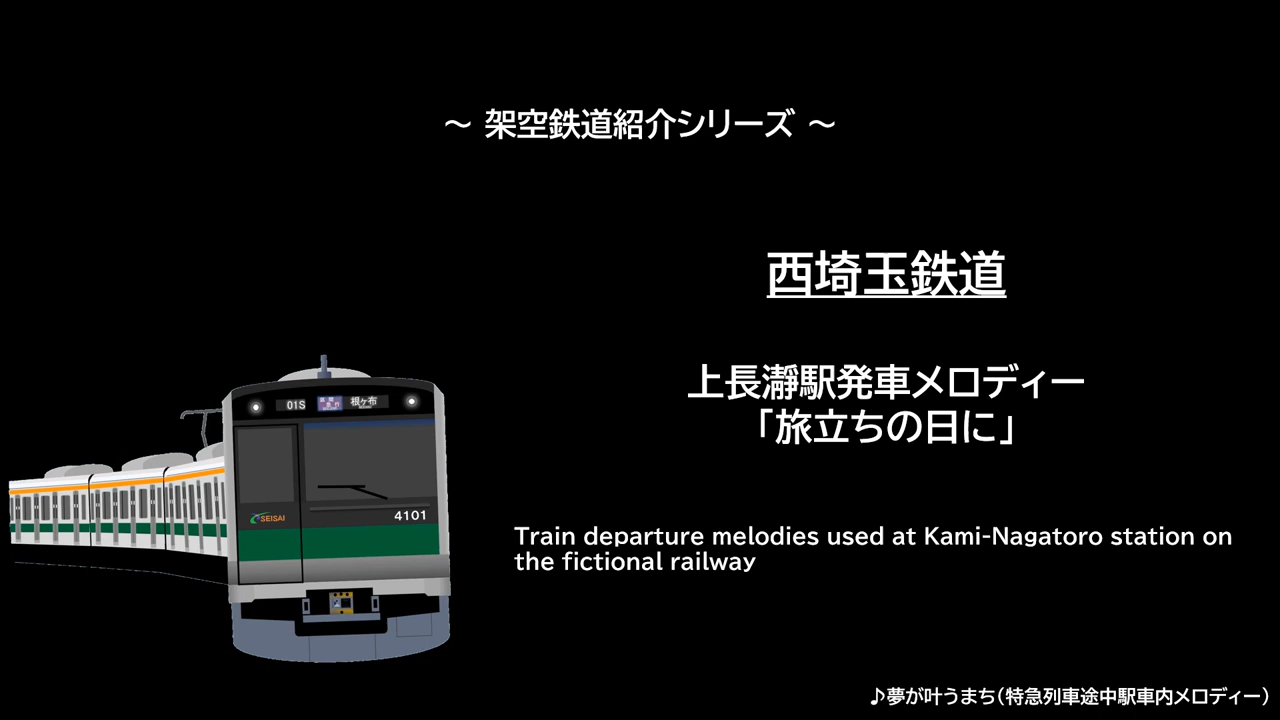 ～ 架空鉄道紹介シリーズ ～
西埼玉鉄道
上長瀞駅発車メロディー
「旅立ちの日に」
01S
根ヶ布
SEISAI
4101
Train departure melodies used at Kami-Nagatoro station on
the fictional railway
♪夢が叶うまち（特急列車途中駅車内メロディー）